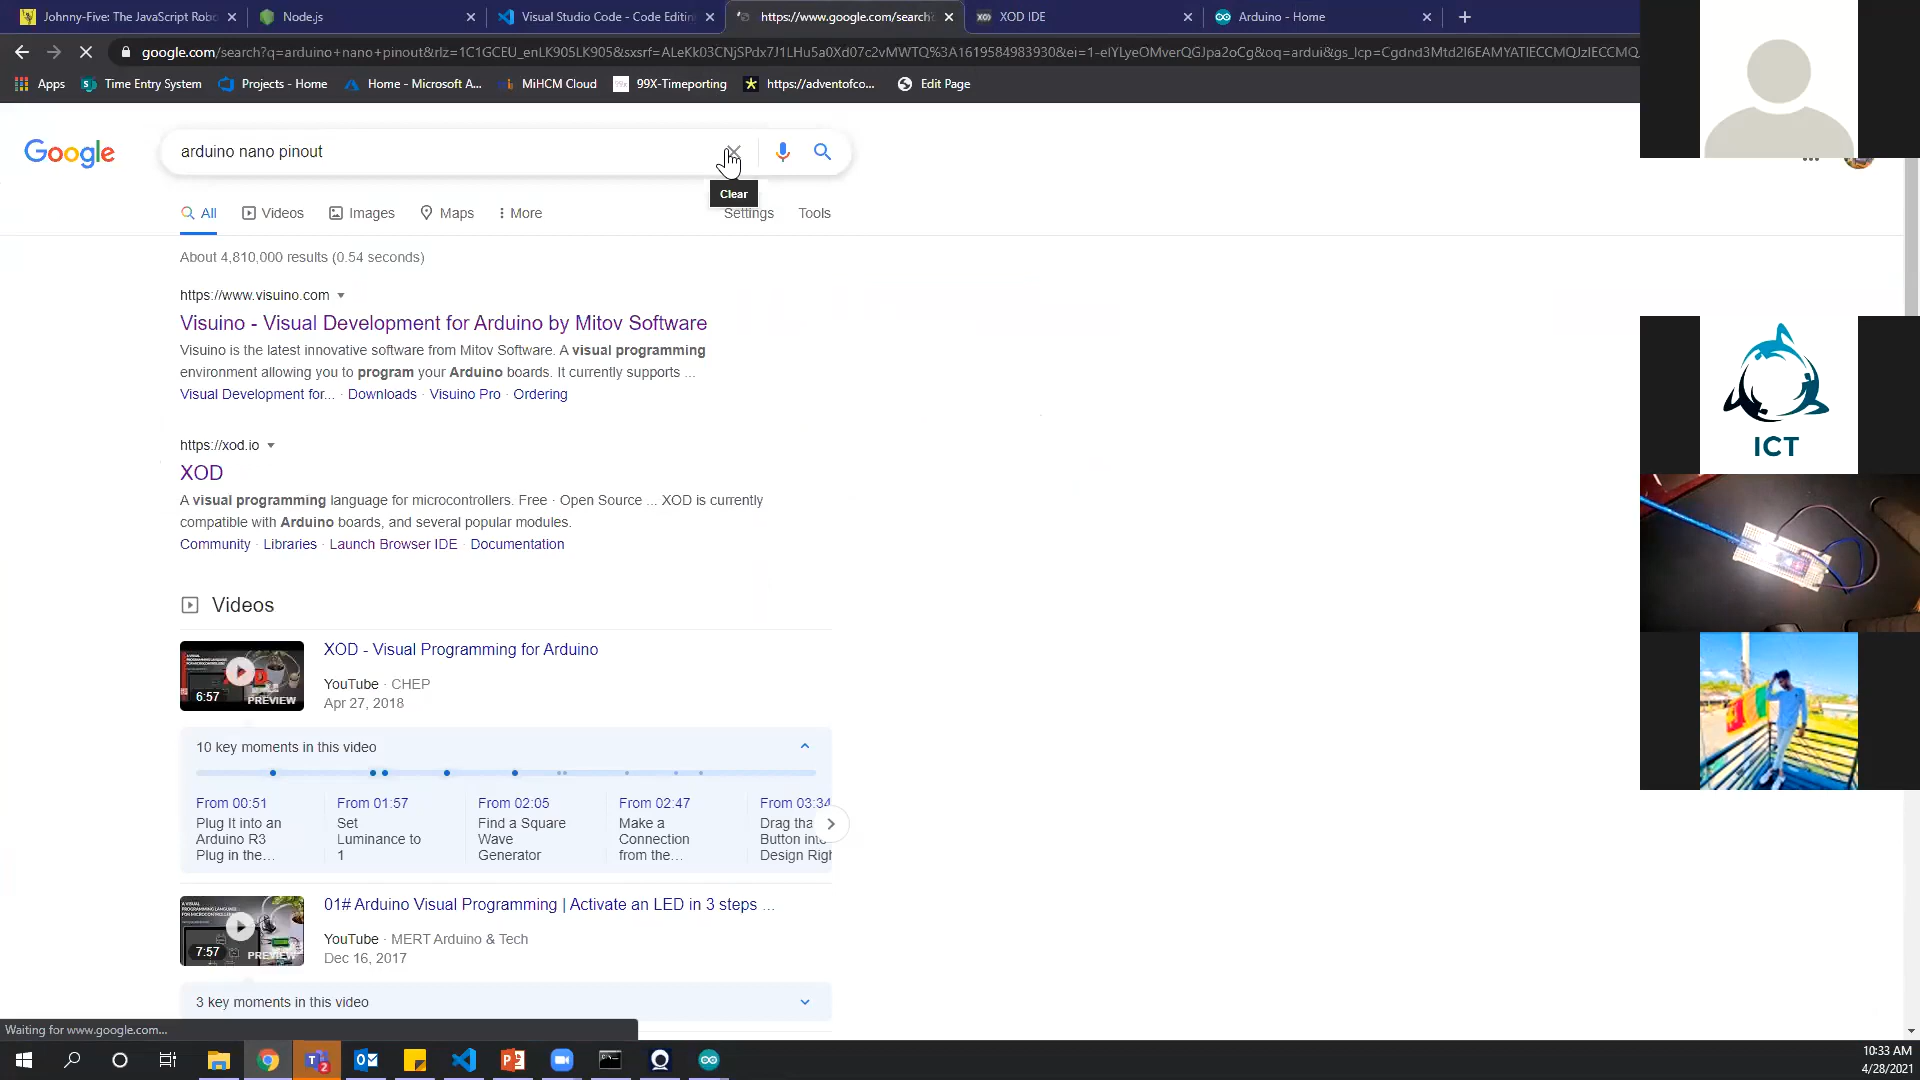 Johnny-Five: The JavaScript Robo
Node.js
Visual Studio Code - Code Editin
https://www.google.com/search?
XOD IDE
Arduino - Home
google.com/search?q=arduino+nano+pinout&rlz=1C1GCEU_enLK905LK905&sxsrf=ALeKk03CNjSPdx7J1LHu5a0Xd07c2vMWTQ%3A1619584983930&ei=1-eIYLyeOMverQGJpa2oCg&oq=ardui&gs_lcp=Cgdnd3Mtd2l6EAMYATIECCMQJzIECCMQ
Apps
Time Entry System
Projects - Home
Home - Microsoft A...
MiHCM Cloud
99X-Timeporting
https://adventofco...
Edit Page
Google
arduino nano pinout
Clear
All
Videos
Images
Maps
More
Settings
Tools
About 4,810,000 results (0.54 seconds)
https://www.visuino.com
Visuino - Visual Development for Arduino by Mitov Software
Visuino is the latest innovative software from Mitov Software. A visual programming
environment allowing you to program your Arduino boards. It currently supports ...
Visual Development for... · Downloads · Visuino Pro · Ordering
https://xod.io
XOD
A visual programming language for microcontrollers. Free · Open Source ... XOD is currently
compatible with Arduino boards, and several popular modules.
Community · Libraries · Launch Browser IDE · Documentation
Videos
6:57
PREVIEW
XOD - Visual Programming for Arduino
YouTube · CHEP
Apr 27, 2018
10 key moments in this video
From 00:51
Plug It into an
Arduino R3
Plug in the...
From 01:57
Set
Luminance to
1
From 02:05
Find a Square
Wave
Generator
From 02:47
Make a
Connection
from the...
From 03:34
Drag tha
Button into
Design Righ
7:57
PREVIEW
01# Arduino Visual Programming | Activate an LED in 3 steps ...
YouTube · MERT Arduino & Tech
Dec 16, 2017
3 key moments in this video
Waiting for www.google.com...
ICT
10:33 AM
4/28/2021